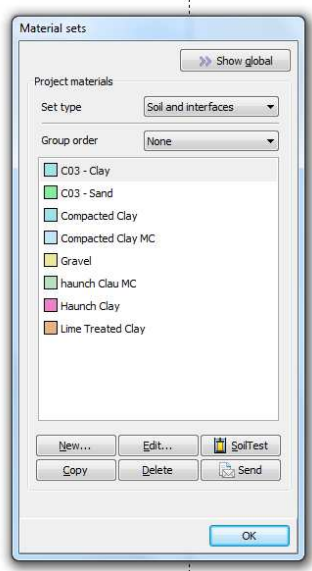 Material sets
Show global
Project materials
Set type Soil and interfaces
Group order None
C03 - Clay
C03 - Sand
Compacted Clay
Compacted Clay MC
Gravel
haunch Clau MC
Haunch Clay
Lime Treated Clay
New... Edit... SoilTest
Copy Delete Send
OK